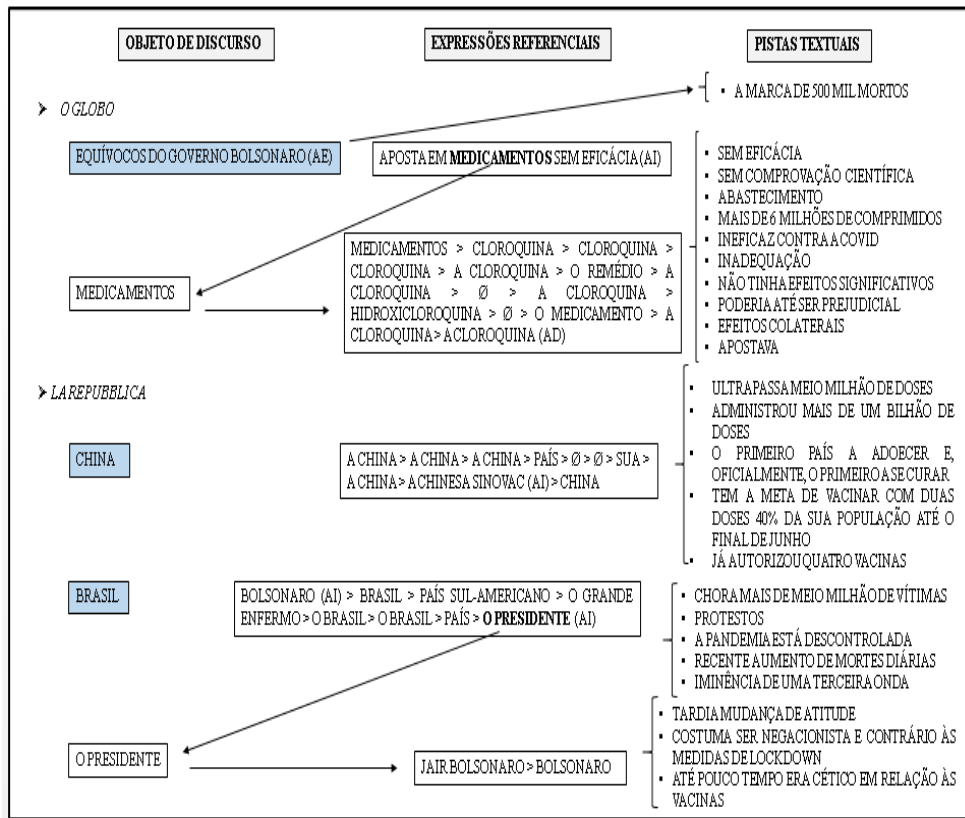 OBJETO DE DISCURSO
EXPRESSÕES REFERENCIAIS
PISTAS TEXTUAIS
▪ A MARCA DE 500 MIL MORTOS
➢ O GLOBO
EQUÍVOCOS DO GOVERNO BOLSONARO (AE)
APOSTA EM MEDICAMENTOS SEM EFICÁCIA (AI)
▪ SEM EFICÁCIA
▪ SEM COMPROVAÇÃO CIENTÍFICA
▪ ABASTECIMENTO
▪ MAIS DE 6 MILHÕES DE COMPRIMIDOS
▪ INEFICAZ CONTRA A COVID
▪ INADEQUAÇÃO
▪ NÃO TINHA EFEITOS SIGNIFICATIVOS
▪ PODERIA ATÉ SER PREJUDICIAL
▪ EFEITOS COLATERAIS
▪ APOSTAVA
MEDICAMENTOS
MEDICAMENTOS > CLOROQUINA > CLOROQUINA >
CLOROQUINA > A CLOROQUINA > O REMÉDIO > A
CLOROQUINA > Ø > A CLOROQUINA >
HIDROXICLOROQUINA > Ø > O MEDICAMENTO > A
CLOROQUINA > A CLOROQUINA (AD)
➢ LA REPUBBLICA
CHINA
A CHINA > A CHINA > A CHINA > PAÍS > Ø > Ø > SUA >
A CHINA > A CHINESA SINOVAC (AI) > CHINA
▪ ULTRAPASSA MEIO MILHÃO DE DOSES
▪ ADMINISTROU MAIS DE UM BILHÃO DE
DOSES
▪ O PRIMEIRO PAÍS A ADOECER E,
OFICIALMENTE, O PRIMEIRO A SE CURAR
▪ TEM A META DE VACINAR COM DUAS
DOSES 40% DA SUA POPULAÇÃO ATÉ O
FINAL DE JUNHO
▪ JÁ AUTORIZOU QUATRO VACINAS
BRASIL
BOLSONARO (AI) > BRASIL > PAÍS SUL-AMERICANO > O GRANDE
ENFERMO > O BRASIL > O BRASIL > PAÍS > O PRESIDENTE (AI)
▪ CHORA MAIS DE MEIO MILHÃO DE VÍTIMAS
▪ PROTESTOS
▪ A PANDEMIA ESTÁ DESCONTROLADA
▪ RECENTE AUMENTO DE MORTES DIÁRIAS
▪ IMINÊNCIA DE UMA TERCEIRA ONDA
O PRESIDENTE
JAIR BOLSONARO > BOLSONARO
▪ TARDIA MUDANÇA DE ATITUDE
▪ COSTUMA SER NEGACIONISTA E CONTRÁRIO ÀS
MEDIDAS DE LOCKDOWN
▪ ATÉ POUCO TEMPO ERA CÉTICO EM RELAÇÃO ÀS
VACINAS